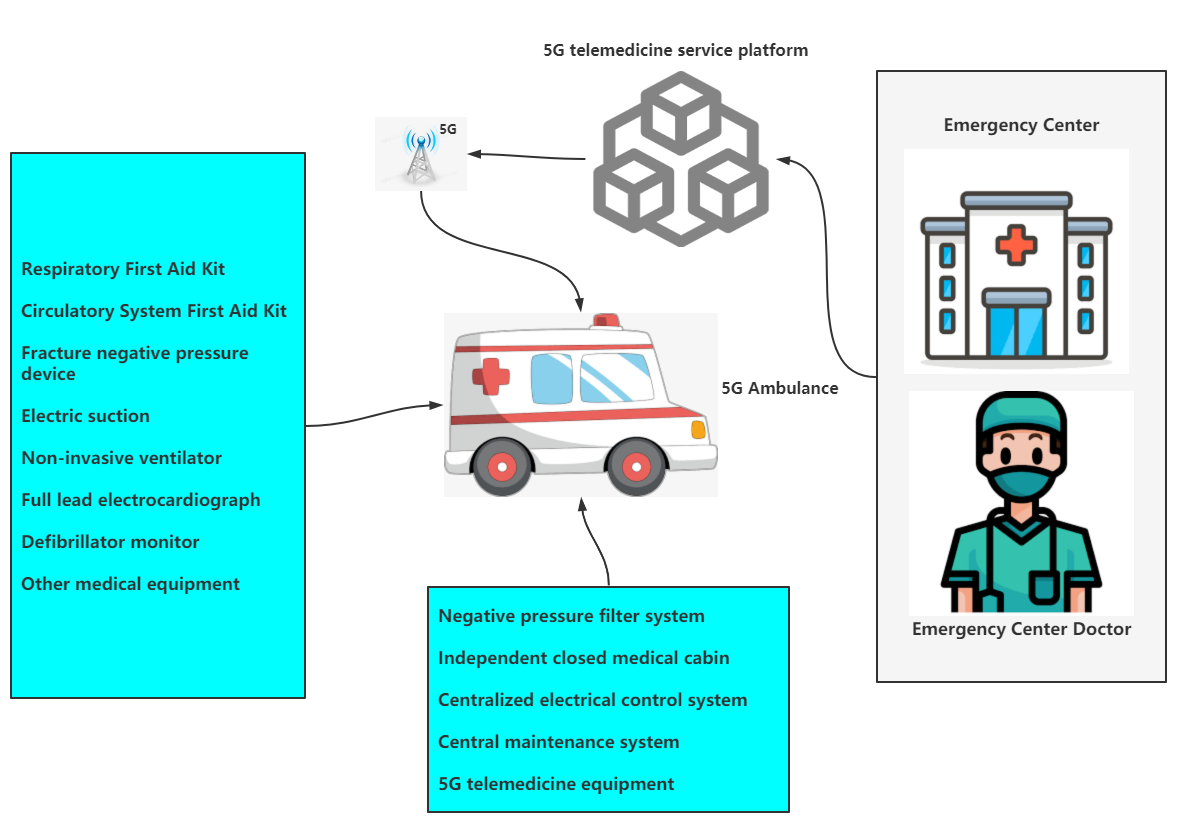 5G telemedicine service platform
5G
Emergency Center
Respiratory First Aid Kit
Circulatory System First Aid Kit
Fracture negative pressure
device
Electric suction
Non-invasive ventilator
Full lead electrocardiograph
Defibrillator monitor
Other medical equipment
5G Ambulance
Emergency Center Doctor
Negative pressure filter system
Independent closed medical cabin
Centralized electrical control system
Central maintenance system
5G telemedicine equipment